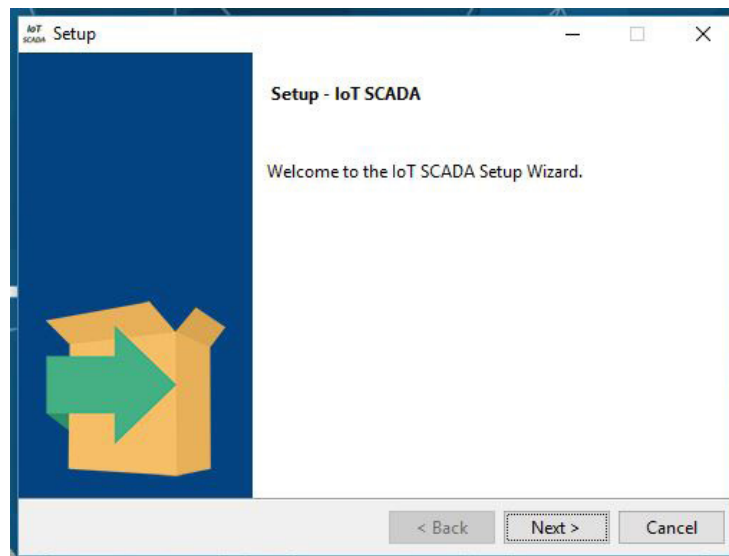 IoT
SCADA
Setup
Setup - IoT SCADA
Welcome to the IoT SCADA Setup Wizard.
< Back
Next >
Cancel